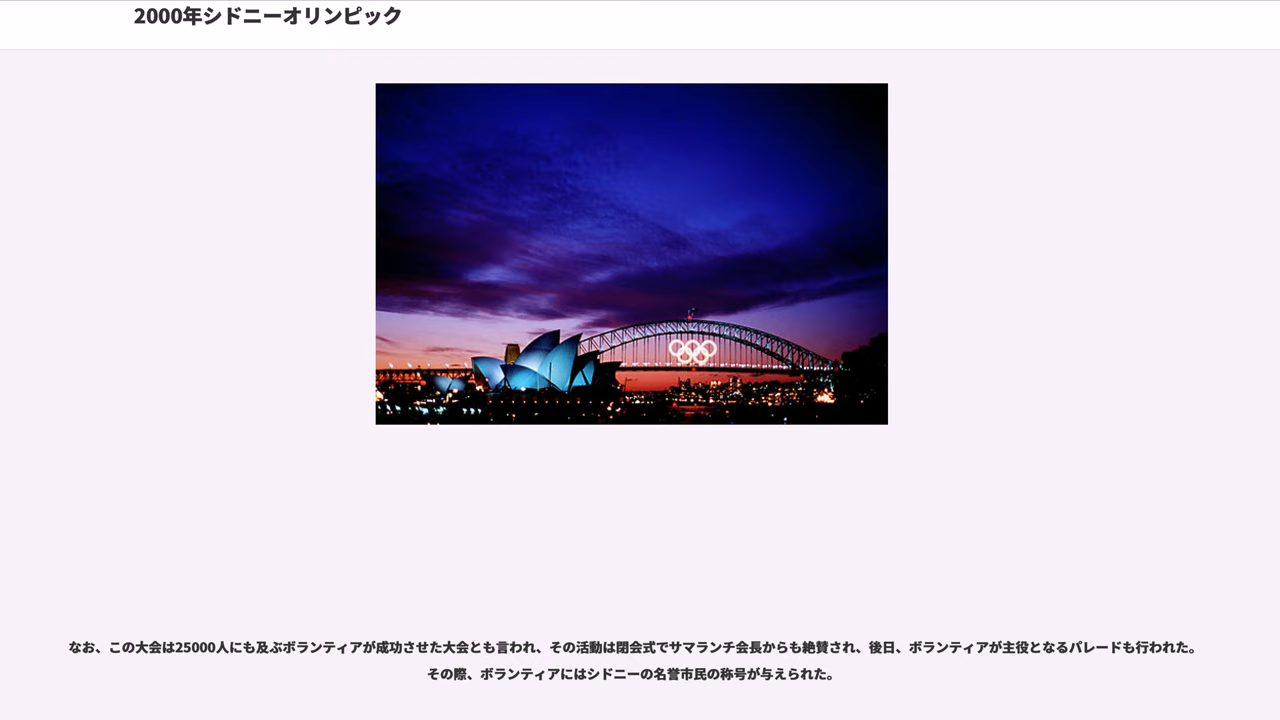 2000年シドニーオリンピック
なお、この大会は25000人にも及ぶボランティアが成功させた大会とも言われ、その活動は閉会式でサマランチ会長からも絶賛され、後日、ボランティアが主役となるパレードも行われた。
その際、ボランティアにはシドニーの名誉市民の称号が与えられた。